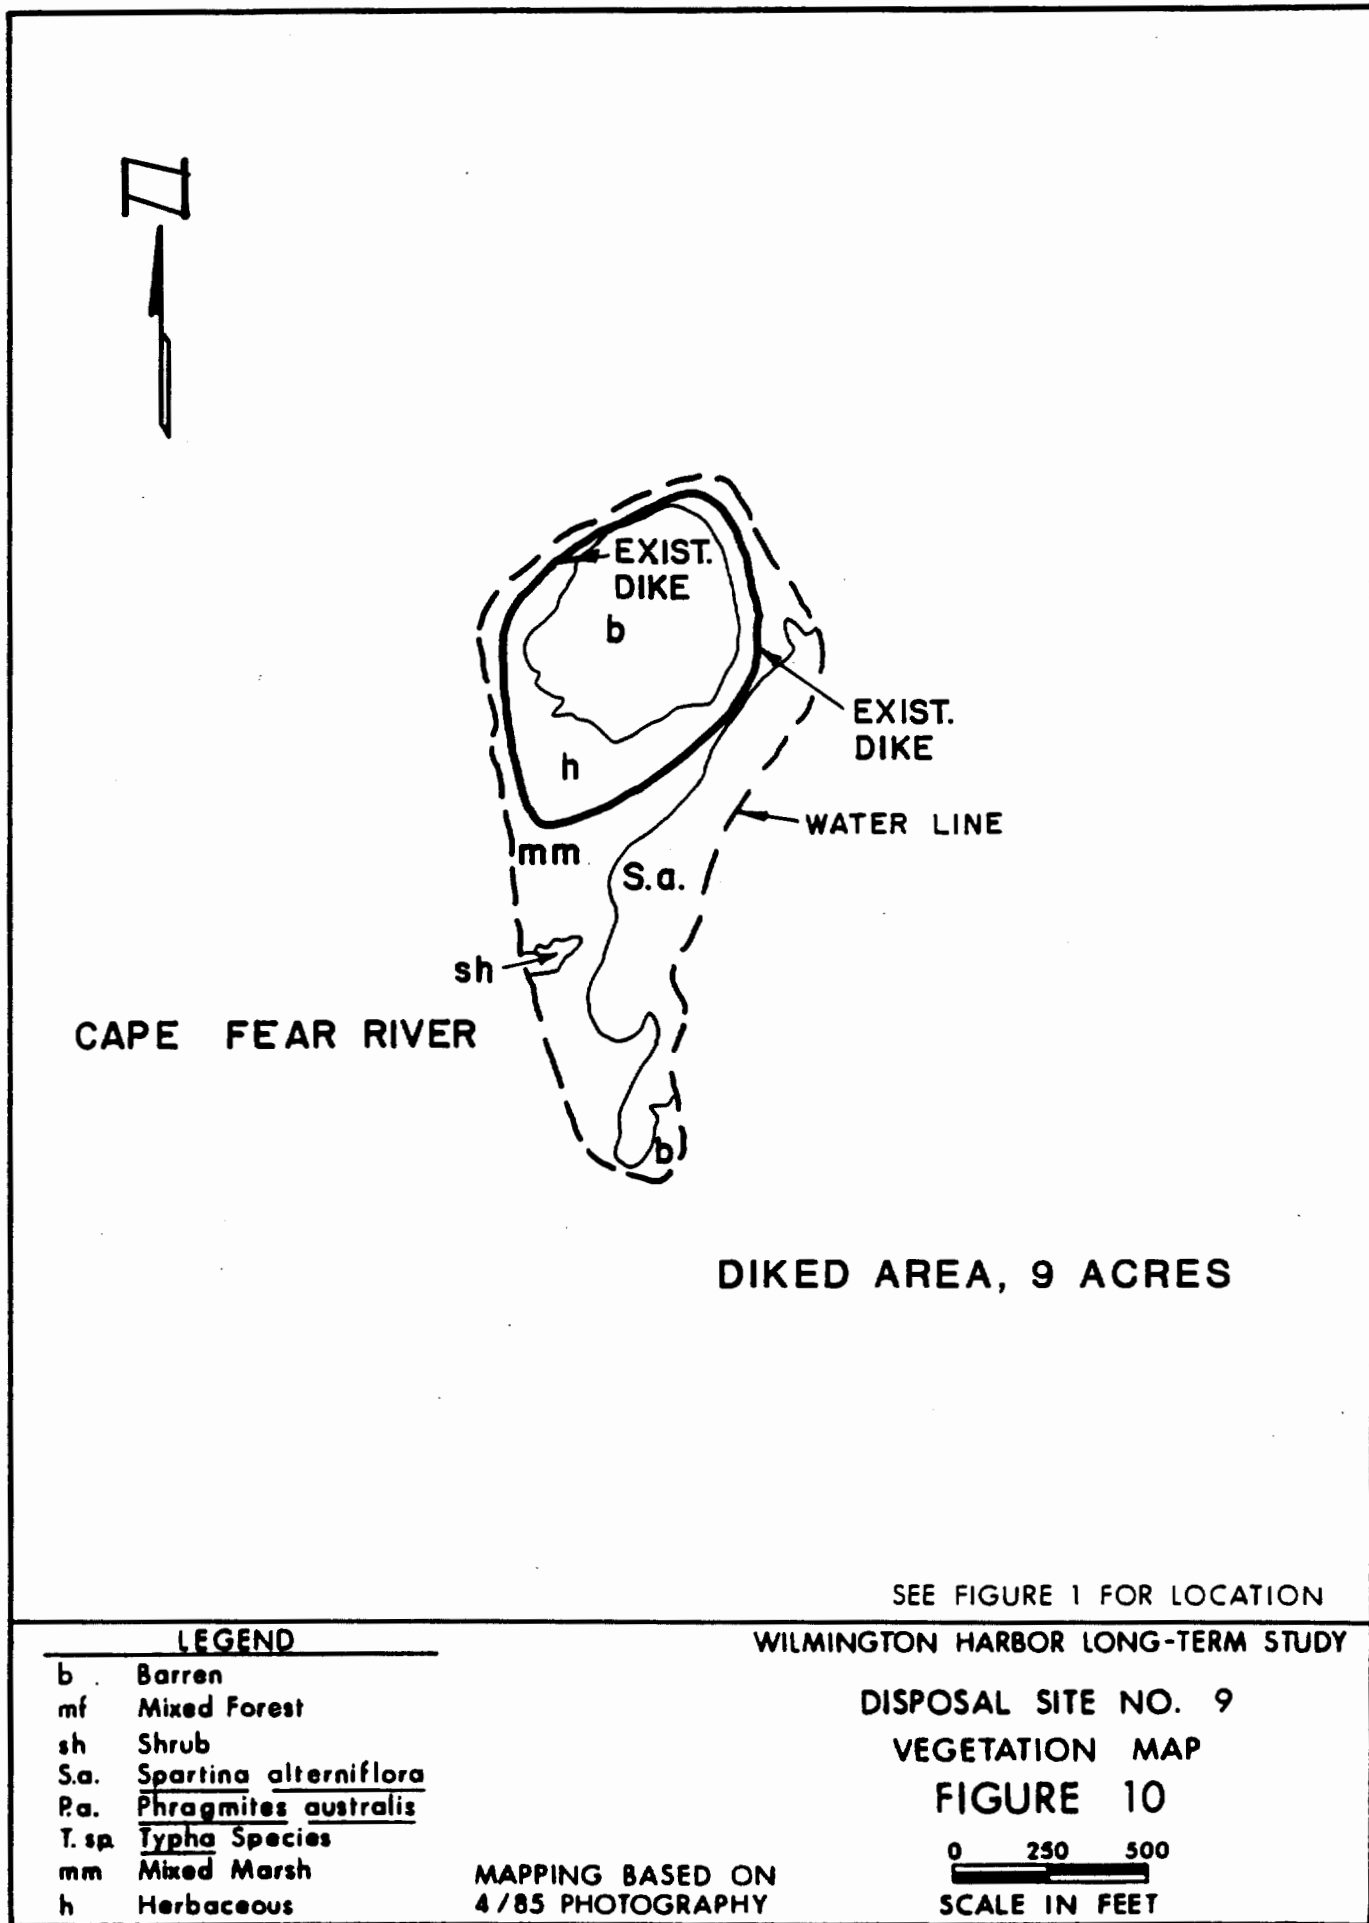 N
EXIST.
DIKE
b
EXIST.
DIKE
h
WATER LINE
mm
S.a.
sh
CAPE FEAR RIVER
b
DIKED AREA, 9 ACRES
SEE FIGURE 1 FOR LOCATION
LEGEND
b Barren
mf Mixed Forest
sh Shrub
S.a. Spartina alterniflora
P.a. Phragmites australis
T. sp. Typha Species
mm Mixed Marsh
h Herbaceous
MAPPING BASED ON
4/85 PHOTOGRAPHY
WILMINGTON HARBOR LONG-TERM STUDY
DISPOSAL SITE NO. 9
VEGETATION MAP
FIGURE 10
0 250 500
SCALE IN FEET